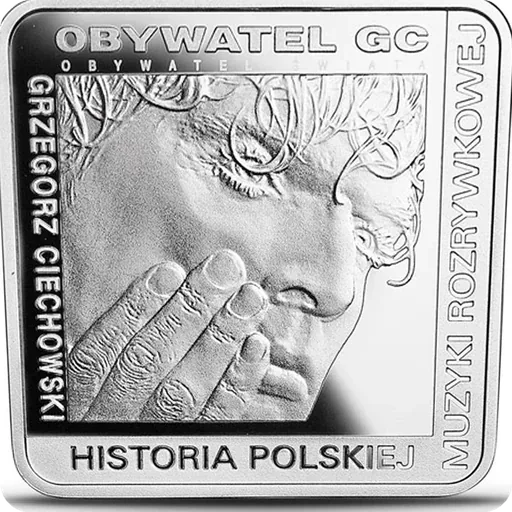 OBYWATEL GC
OBYWATEL ŚWIATA
GRZEGORZ CIECHOWSKI
HISTORIA POLSKIEJ
MUZYKI ROZRYWKOWEJ